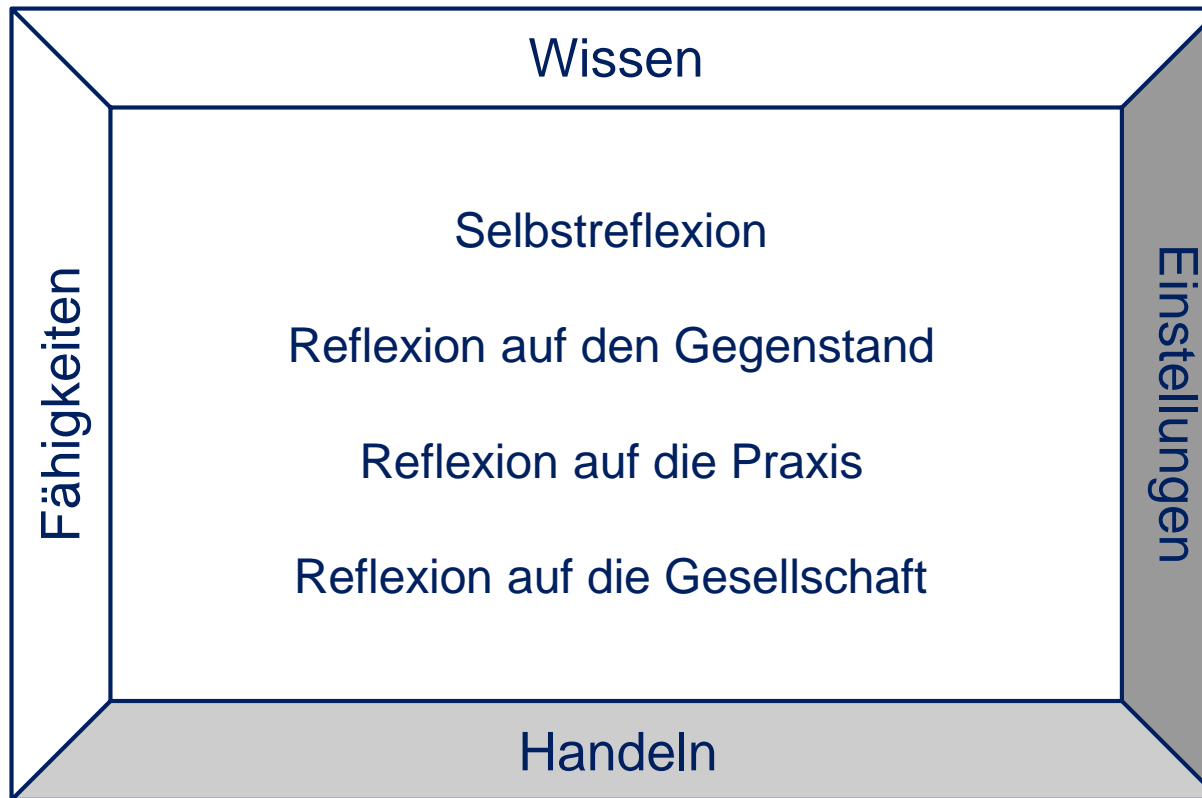 Wissen
Fähigkeiten
Selbstreflexion
Reflexion auf den Gegenstand
Reflexion auf die Praxis
Reflexion auf die Gesellschaft
Einstellungen
Handeln